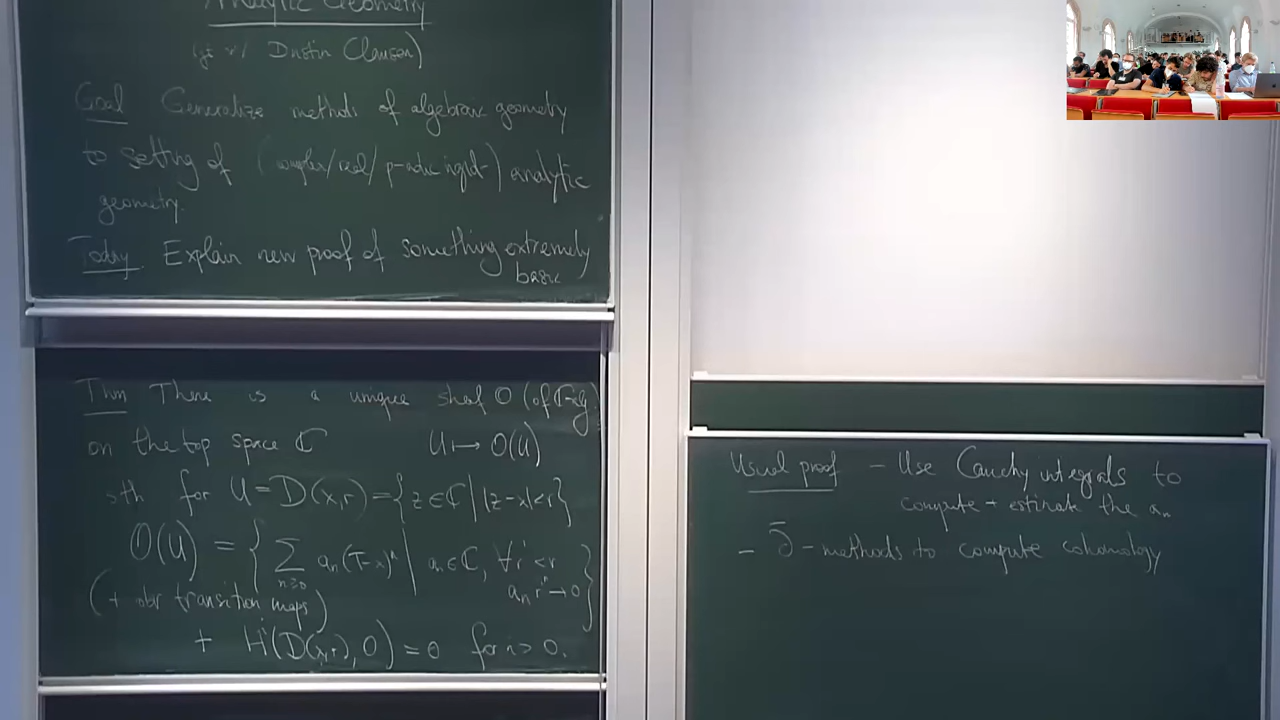 Analytic Geometry
(jt w/ Dustin Clausen)
Goal Generalize methods of algebraic geometry
to setting of (complex/real/p-adic rigid) analytic
geometry.
Today Explain new proof of something extremely
basic
Thm There is a unique sheaf O (of ℂ-alg)
on the top space ℂ U ↦ O(U)
sth for U = D(x,r) = {z ∈ ℂ | |z-x| < r}
O(U) = { ∑_{n≥0} a_n (T-x)^n | a_n ∈ ℂ, ∀ r' < r
a_n r'^n → 0 }
(+ obv transition maps)
+ H^i(D(x,r), O) = 0 for i > 0.
Usual proof - Use Cauchy integrals to
compute + estimate the a_n
- ∂̄-methods to compute cohomology